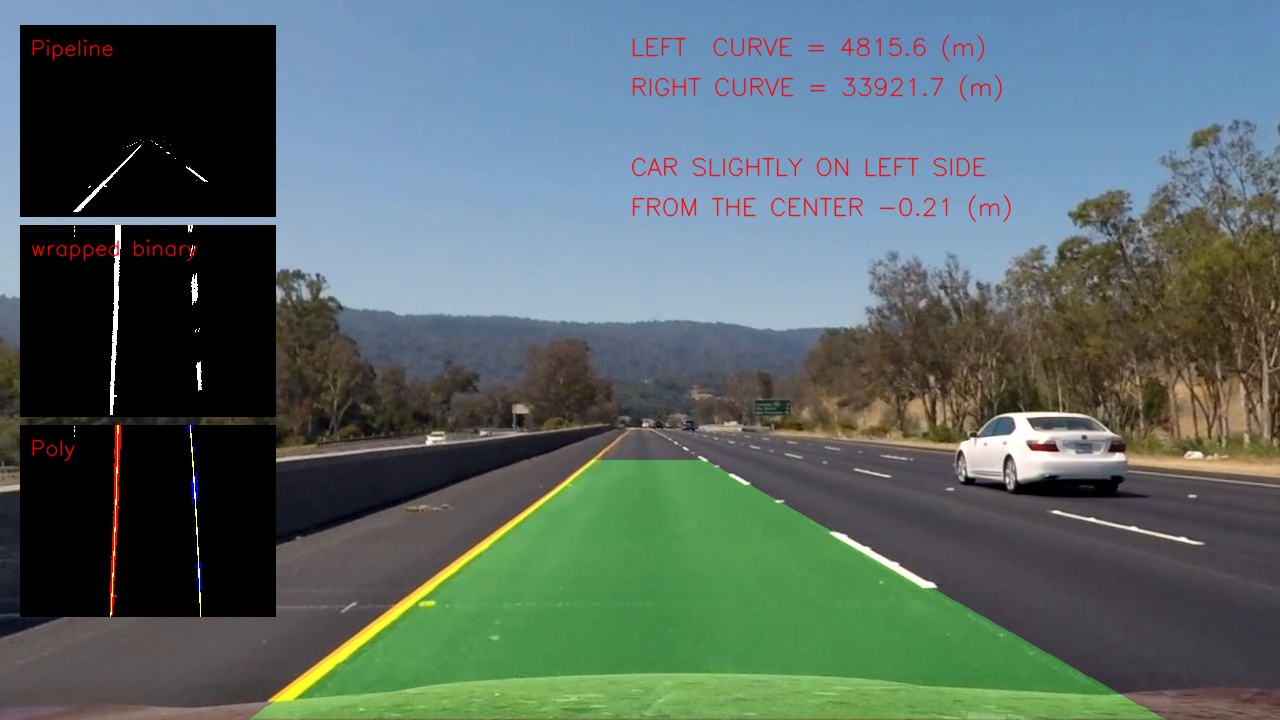 Pipeline
wrapped binary
Poly
LEFT CURVE = 4815.6 (m)
RIGHT CURVE = 33921.7 (m)
CAR SLIGHTLY ON LEFT SIDE
FROM THE CENTER -0.21 (m)